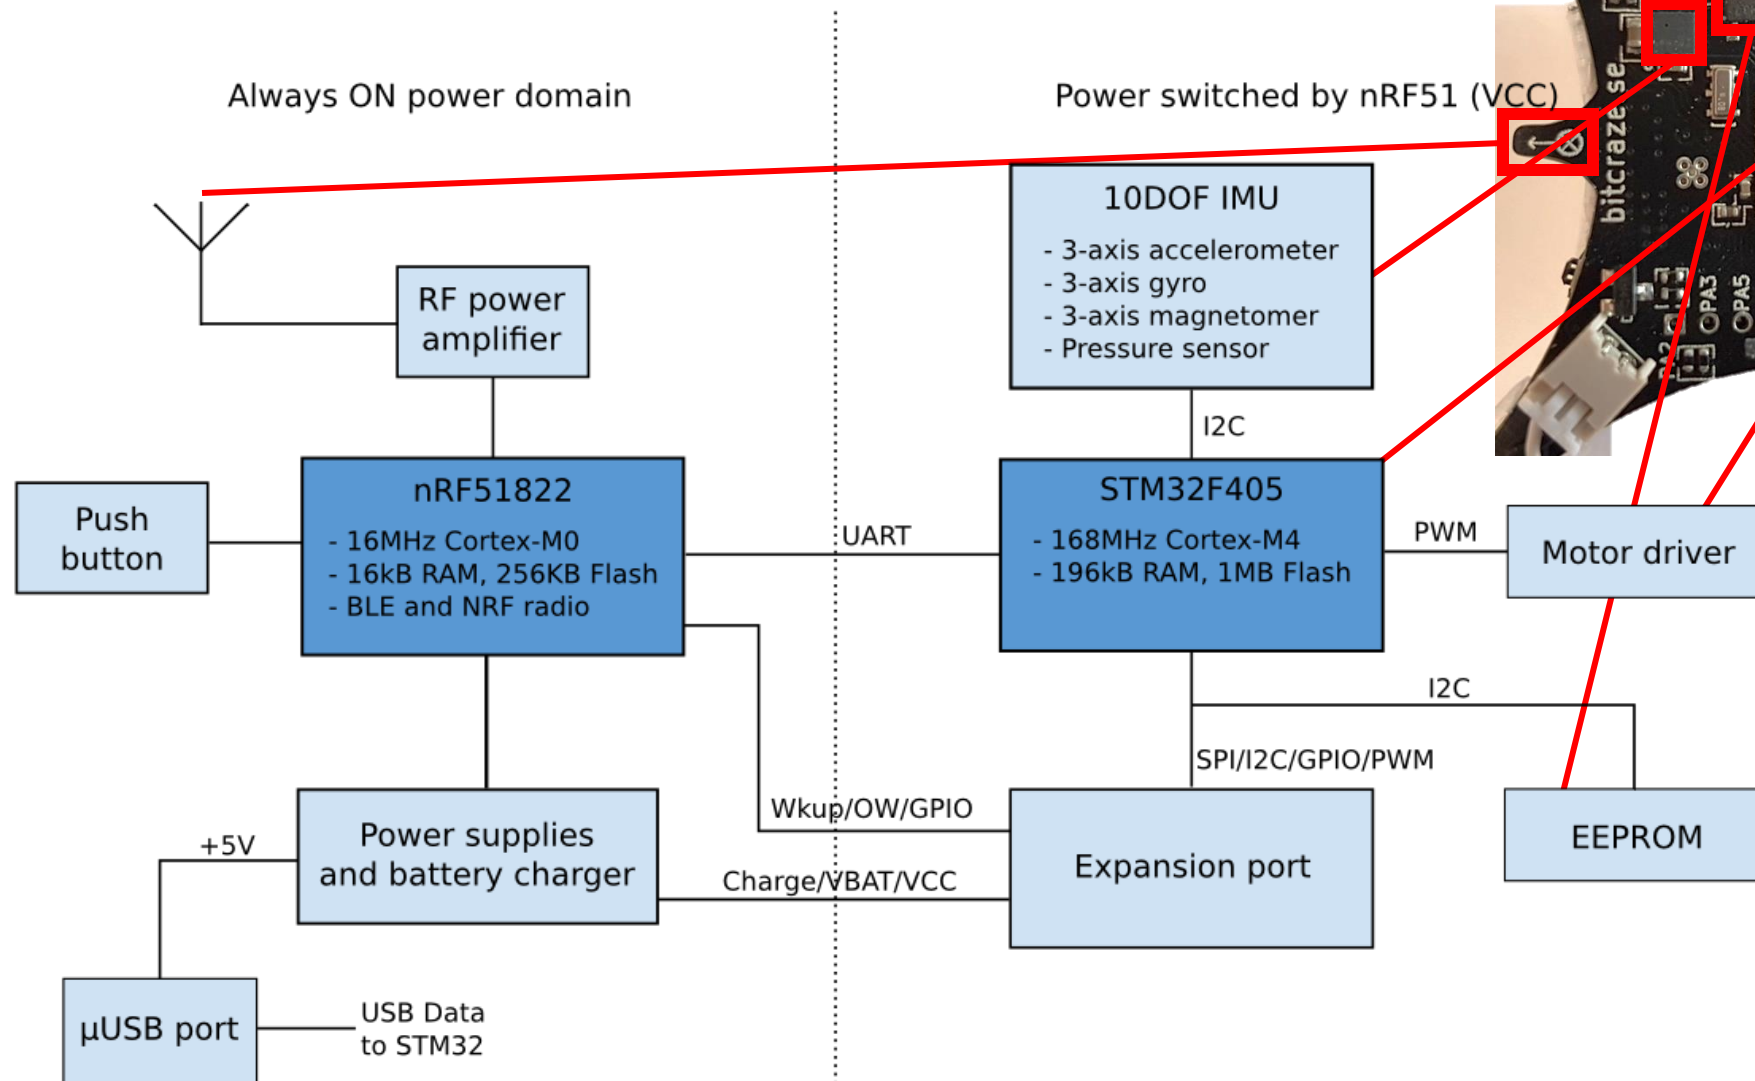 Always ON power domain
Power switched by nRF51 (VCC)
bitcraze se
10DOF IMU
- 3-axis accelerometer
- 3-axis gyro
- 3-axis magnetomer
- Pressure sensor
RF power
amplifier
PA3
PA5
I2C
Push
button
nRF51822
- 16MHz Cortex-M0
- 16kB RAM, 256KB Flash
- BLE and NRF radio
UART
STM32F405
- 168MHz Cortex-M4
- 196kB RAM, 1MB Flash
PWM
Motor driver
I2C
SPI/I2C/GPIO/PWM
Wkup/OW/GPIO
Power supplies
and battery charger
+5V
Charge/VBAT/VCC
Expansion port
EEPROM
µUSB port
USB Data
to STM32